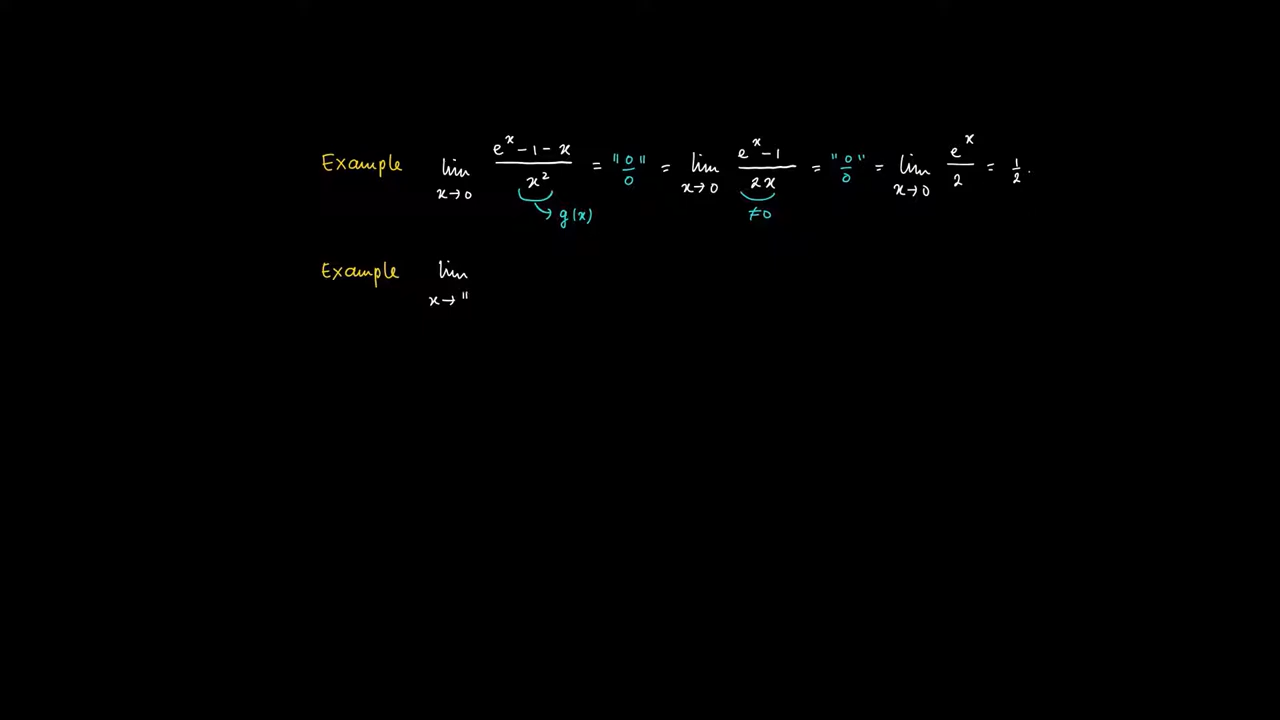 Example lim x→0 (e^x − 1 − x)/x² = "0/0" = lim x→0 (e^x − 1)/2x = "0/0" = lim x→0 e^x/2 = 1/2.
g(x) ≠0
Example lim x→"